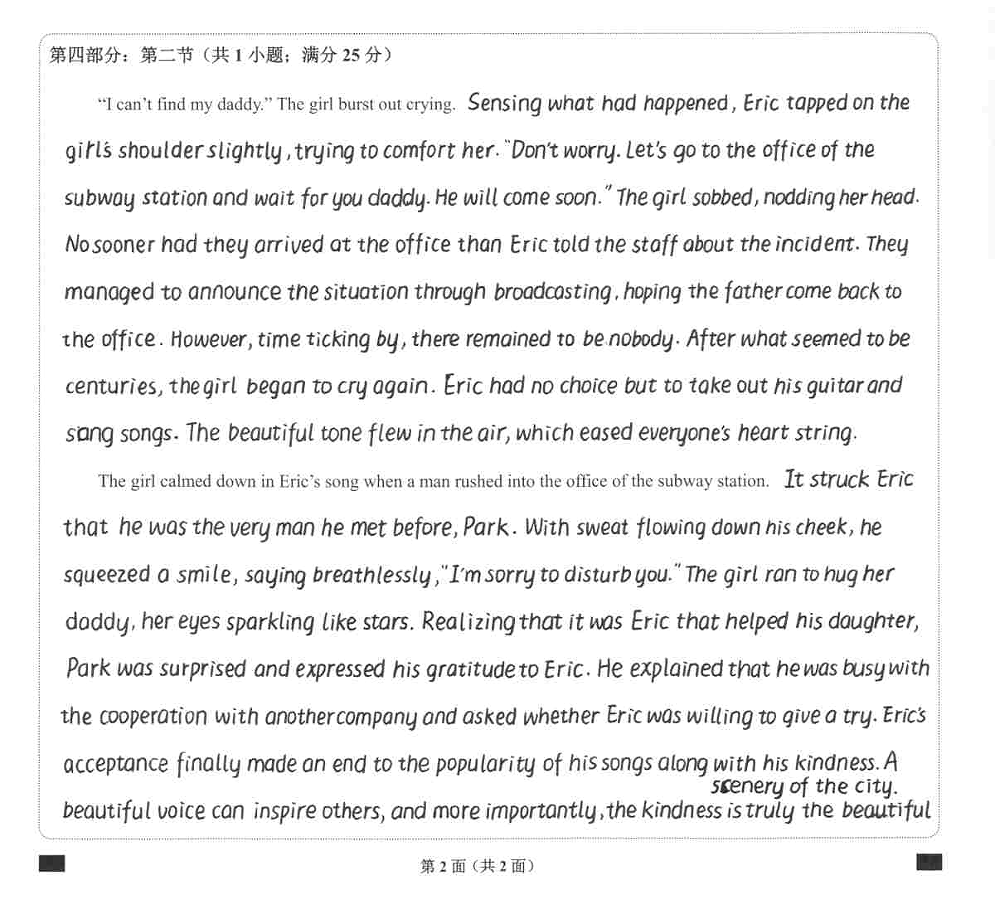 第四部分：第二节（共 1 小题；满分 25 分）
“I can't find my daddy.” The girl burst out crying. Sensing what had happened, Eric tapped on the
girl's shoulder slightly, trying to comfort her. "Don't worry. Let's go to the office of the
subway station and wait for you daddy. He will come soon." The girl sobbed, nodding her head.
No sooner had they arrived at the office than Eric told the staff about the incident. They
managed to announce the situation through broadcasting, hoping the father come back to
the office. However, time ticking by, there remained to be nobody. After what seemed to be
centuries, the girl began to cry again. Eric had no choice but to take out his guitar and
sang songs. The beautiful tone flew in the air, which eased everyone's heart string.
The girl calmed down in Eric's song when a man rushed into the office of the subway station. It struck Eric
that he was the very man he met before, Park. With sweat flowing down his cheek, he
squeezed a smile, saying breathlessly, "I'm sorry to disturb you." The girl ran to hug her
daddy, her eyes sparkling like stars. Realizing that it was Eric that helped his daughter,
Park was surprised and expressed his gratitude to Eric. He explained that he was busy with
the cooperation with another company and asked whether Eric was willing to give a try. Eric's
acceptance finally made an end to the popularity of his songs along with his kindness. A
beautiful voice can inspire others, and more importantly, the kindness is truly the beautiful
scenery of the city.
第 2 面（共 2 面）